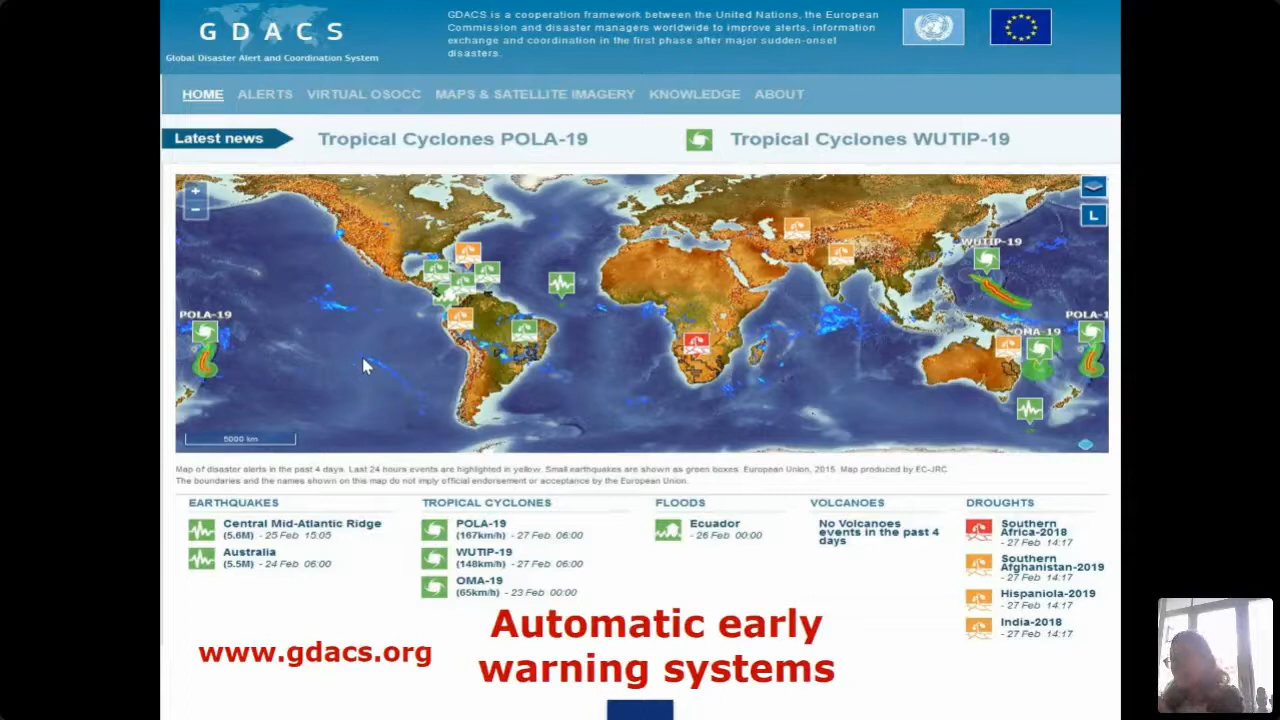 GDACS
Global Disaster Alert and Coordination System
GDACS is a cooperation framework between the United Nations, the European
Commission and disaster managers worldwide to improve alerts, information
exchange and coordination in the first phase after major sudden-onset
disasters.
HOME ALERTS VIRTUAL OSOCC MAPS & SATELLITE IMAGERY KNOWLEDGE ABOUT
Latest news Tropical Cyclones POLA-19 Tropical Cyclones WUTIP-19
+
−
L
WUTIP-19
POLA-19
OMA-19
POLA-1
5000 km
Map of disaster alerts in the past 4 days. Last 24 hours events are highlighted in yellow. Small earthquakes are shown as green boxes. European Union, 2015. Map produced by EC-JRC.
The boundaries and the names shown on this map do not imply official endorsement or acceptance by the European Union.
EARTHQUAKES
Central Mid-Atlantic Ridge
(5.6M) - 25 Feb 15:05
Australia
(5.5M) - 24 Feb 06:00
TROPICAL CYCLONES
POLA-19
(167km/h) - 27 Feb 06:00
WUTIP-19
(148km/h) - 27 Feb 06:00
OMA-19
(65km/h) - 23 Feb 00:00
FLOODS
Ecuador
- 26 Feb 00:00
VOLCANOES
No Volcanoes
events in the past 4
days
DROUGHTS
Southern
Africa-2018
- 27 Feb 14:17
Southern
Afghanistan-2019
- 27 Feb 14:17
Hispaniola-2019
- 27 Feb 14:17
India-2018
- 27 Feb 14:17
www.gdacs.org
Automatic early
warning systems